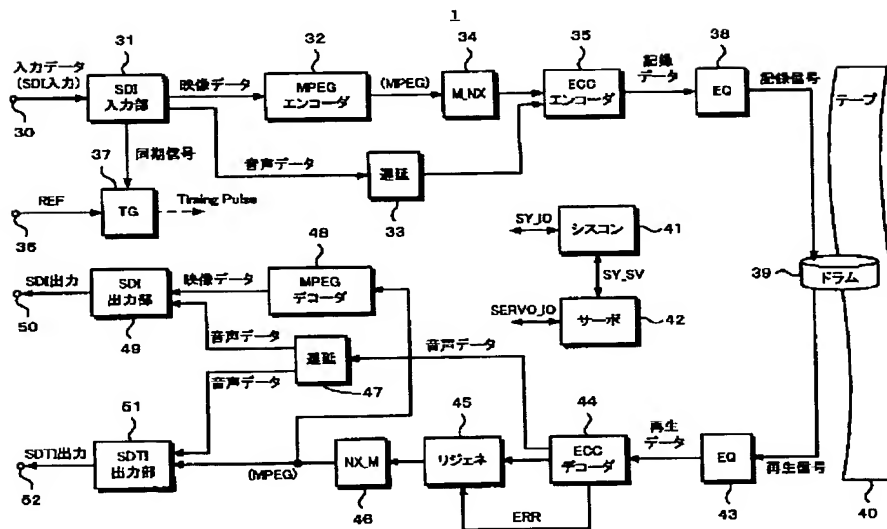 1
31
32
34
35
38
入力データ
(SDI入力)
SDI
入力部
映像データ
MPEG
エンコーダ
(MPEG)
M_NX
ECC
エンコーダ
記録
データ
EQ
記録信号
テープ
30
同期信号
音声データ
遅延
33
37
REF
TG
Timing Pulse
36
シスコン
41
SY_IO
SY_SV
39
ドラム
48
SDI出力
SDI
出力部
映像データ
MPEG
デコーダ
SERVO_IO
サーボ
42
50
49
音声データ
遅延
音声データ
音声データ
47
51
45
44
再生
データ
SDTI出力
SDTI
出力部
(MPEG)
NX_M
リジェネ
ECC
デコーダ
EQ
再生信号
52
46
ERR
43
40